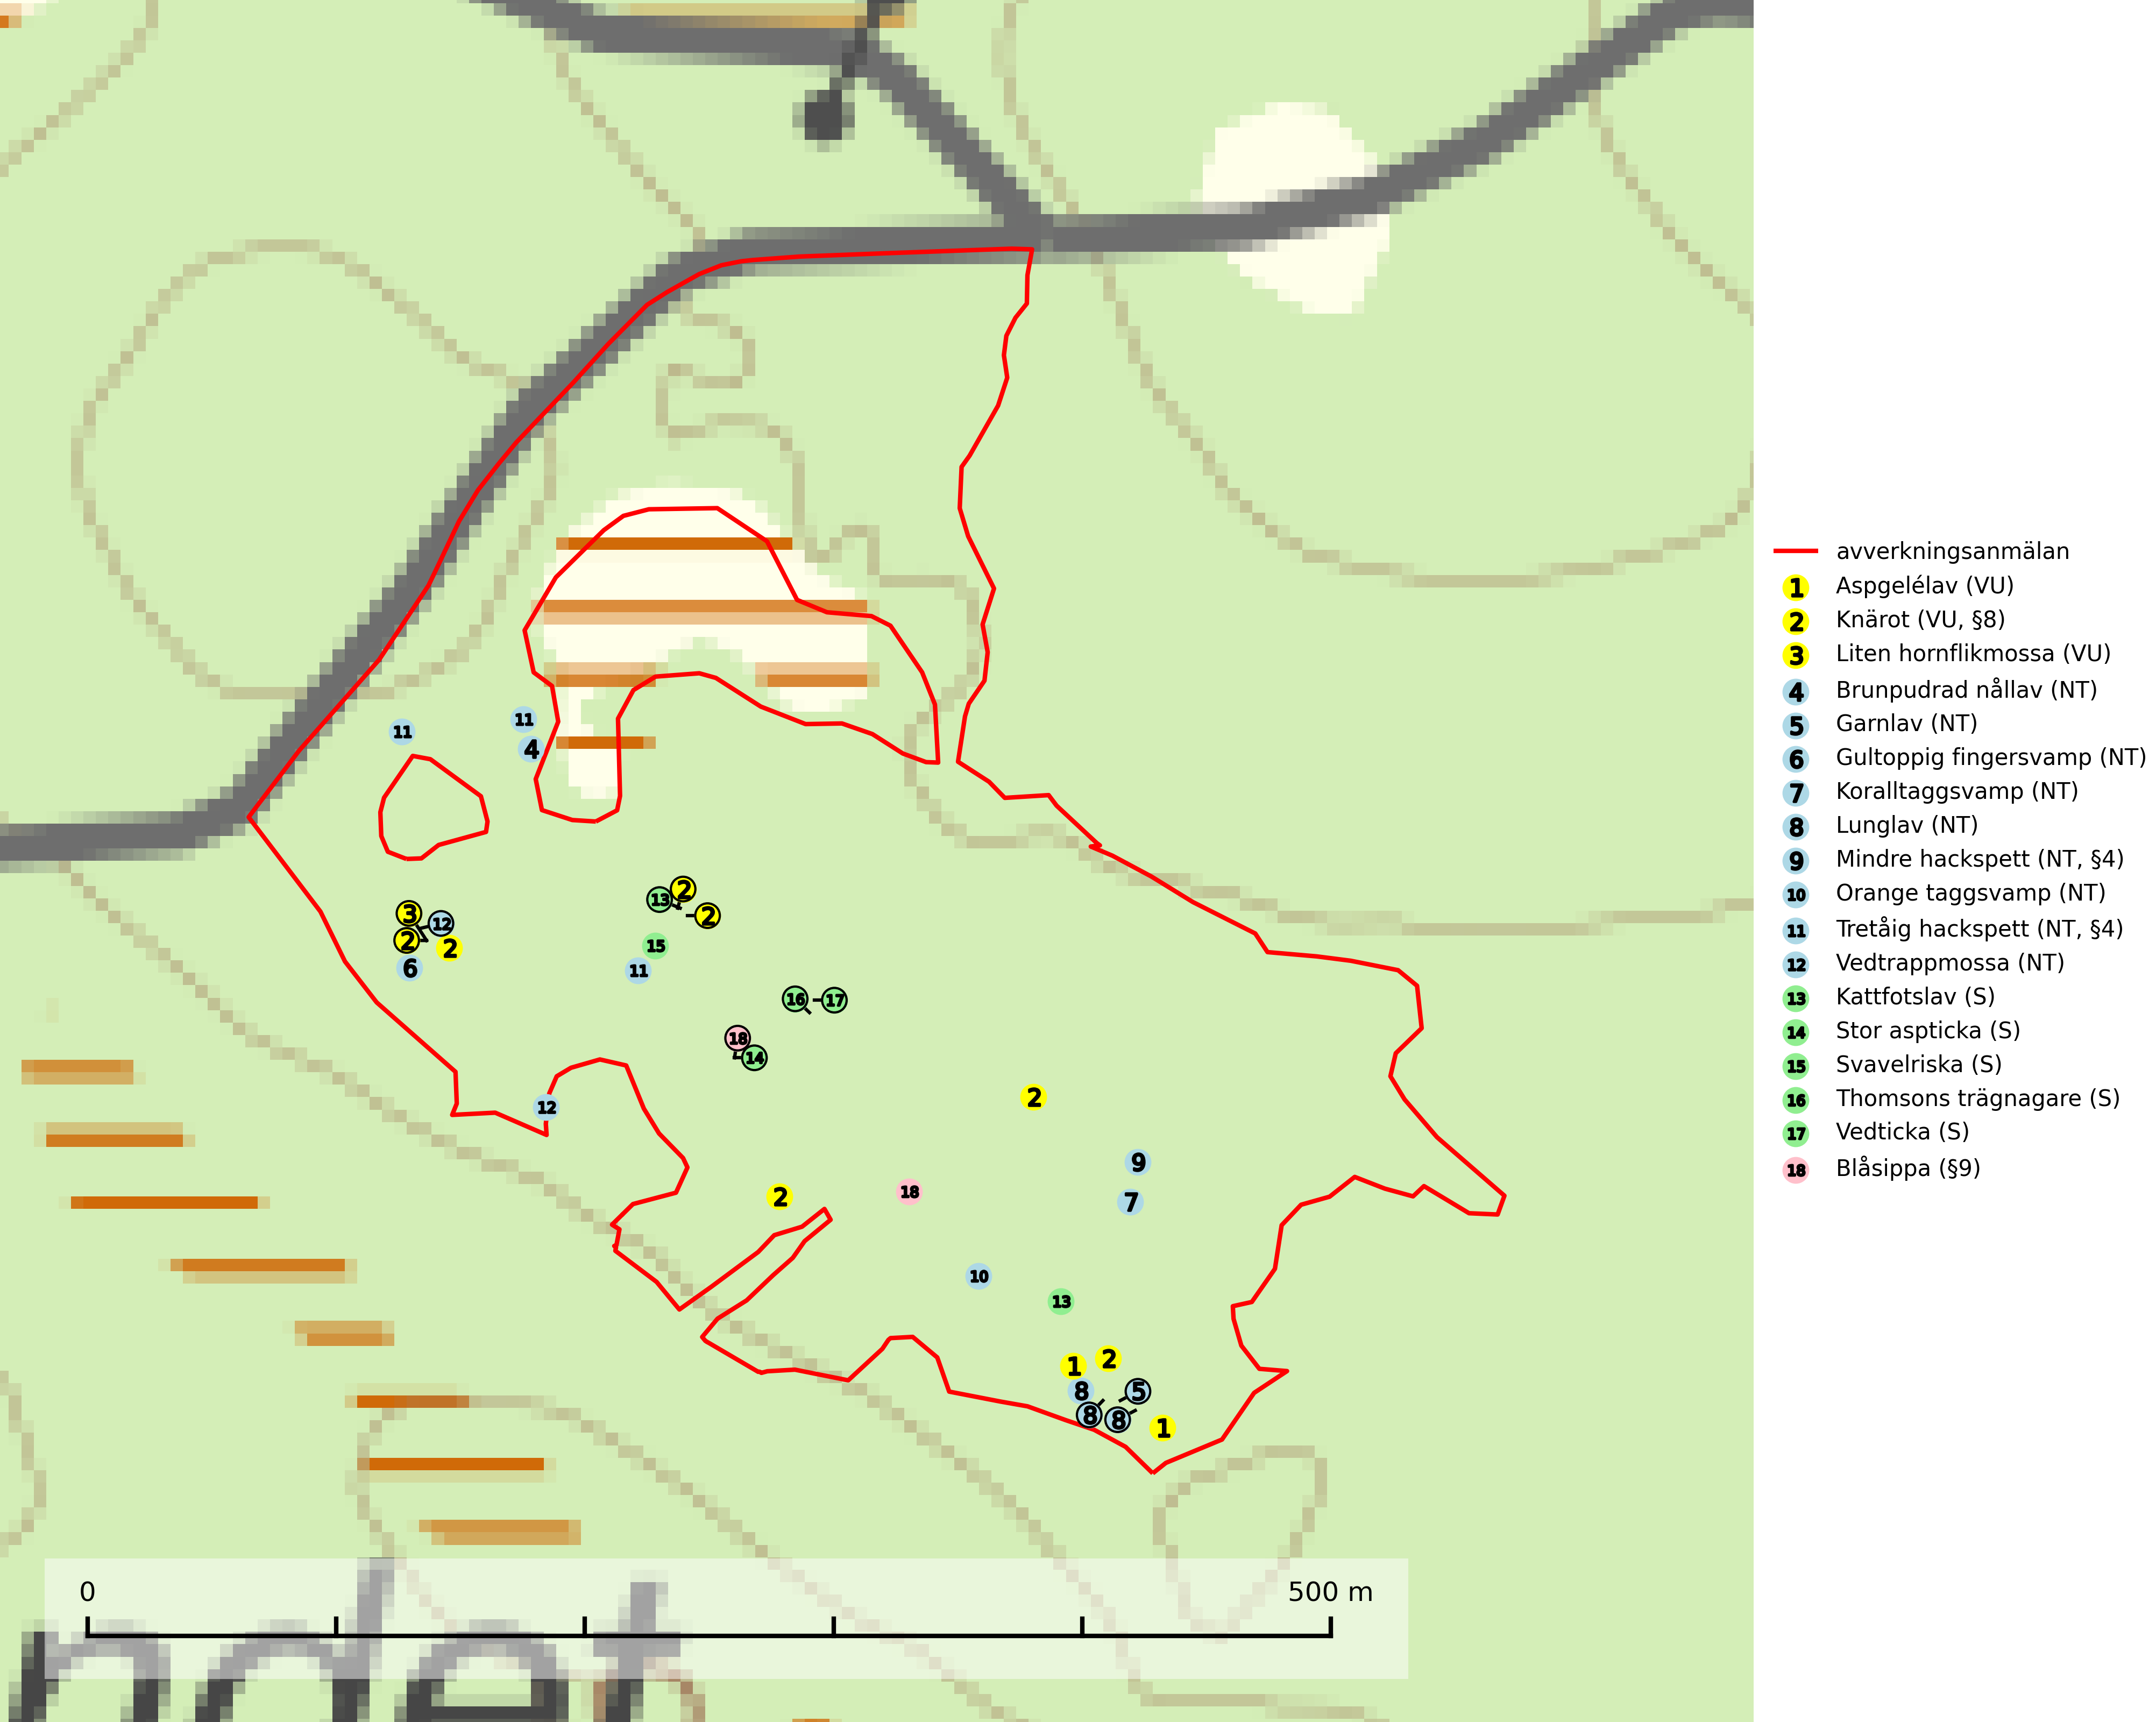 11
11
4
2
13
2
3
12
2
2
15
6
11
16
17
18
14
2
12
9
2
18
7
10
13
2
1
8
5
8
8
1
avverkningsanmälan
1 Aspgelélav (VU)
2 Knärot (VU, §8)
3 Liten hornflikmossa (VU)
4 Brunpudrad nållav (NT)
5 Garnlav (NT)
6 Gultoppig fingersvamp (NT)
7 Koralltaggsvamp (NT)
8 Lunglav (NT)
9 Mindre hackspett (NT, §4)
10 Orange taggsvamp (NT)
11 Tretåig hackspett (NT, §4)
12 Vedtrappmossa (NT)
13 Kattfotslav (S)
14 Stor aspticka (S)
15 Svavelriska (S)
16 Thomsons trägnagare (S)
17 Vedticka (S)
18 Blåsippa (§9)
0 500 m
ndet